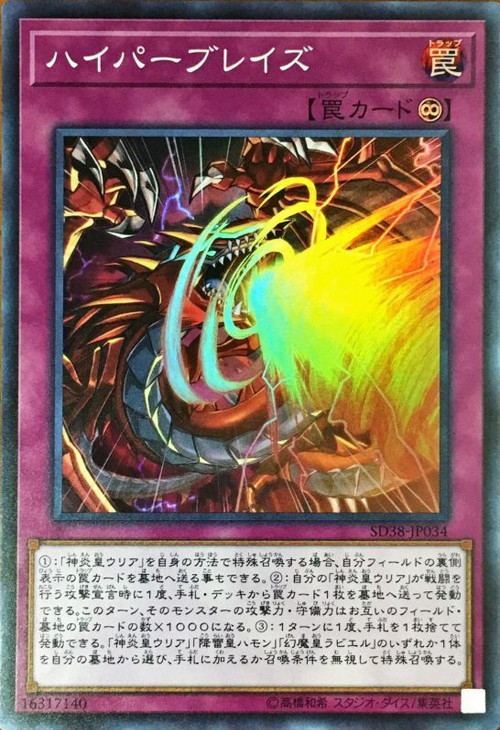 ハイパーブレイズ
トラップ
罠
トラップ
【罠カード♾】
SD38-JP034
①:「神炎皇ウリア」を自身の方法で特殊召喚する場合、自分フィールドの裏側
表示の罠カードを墓地へ送る事もできる。②:自分の「神炎皇ウリア」が戦闘を
行う攻撃宣言時に1度、手札・デッキから罠カード1枚を墓地へ送って発動
できる。このターン、そのモンスターの攻撃力・守備力はお互いのフィールド・
墓地の罠カードの数×1000になる。③:1ターンに1度、手札を1枚捨てて
発動できる。「神炎皇ウリア」「降雷皇ハモン」「幻魔皇ラビエル」のいずれか1体
を自分の墓地から選び、手札に加えるか召喚条件を無視して特殊召喚する。
16317140
©高橋和希 スタジオ・ダイス/集英社